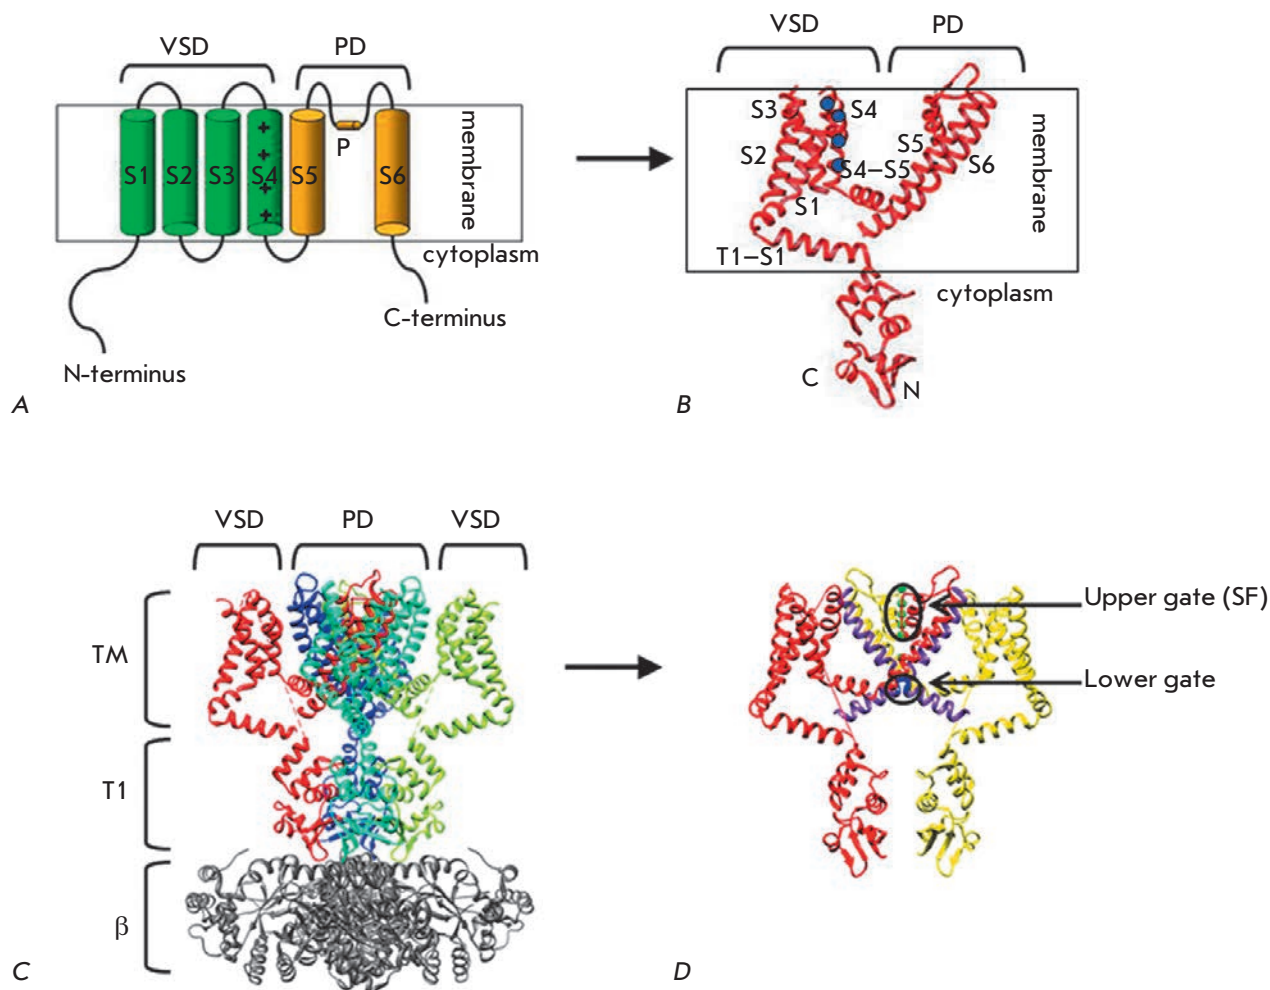 VSD
PD
S1
S2
S3
S4
S5
S6
+
+
+
+
P
membrane
cytoplasm
C-terminus
N-terminus
A
VSD
PD
S3
S4
S2
S5
S4–S5
S6
S1
T1–S1
membrane
cytoplasm
C
N
B
VSD
PD
VSD
TM
T1
β
C
Upper gate (SF)
Lower gate
D